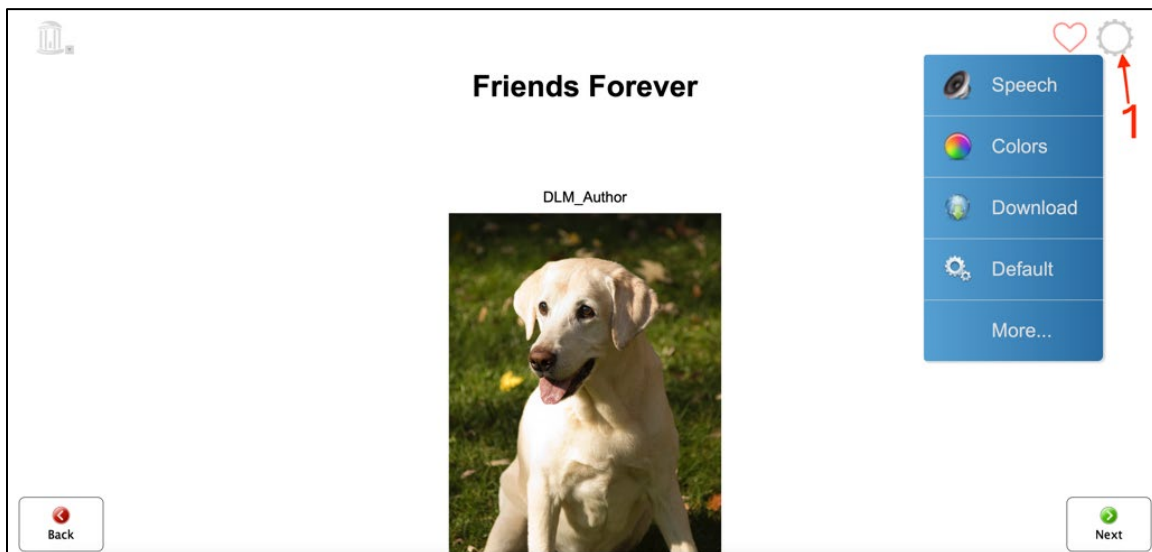 Friends Forever
DLM_Author
Speech
Colors
Download
Default
More...
1
Back
Next